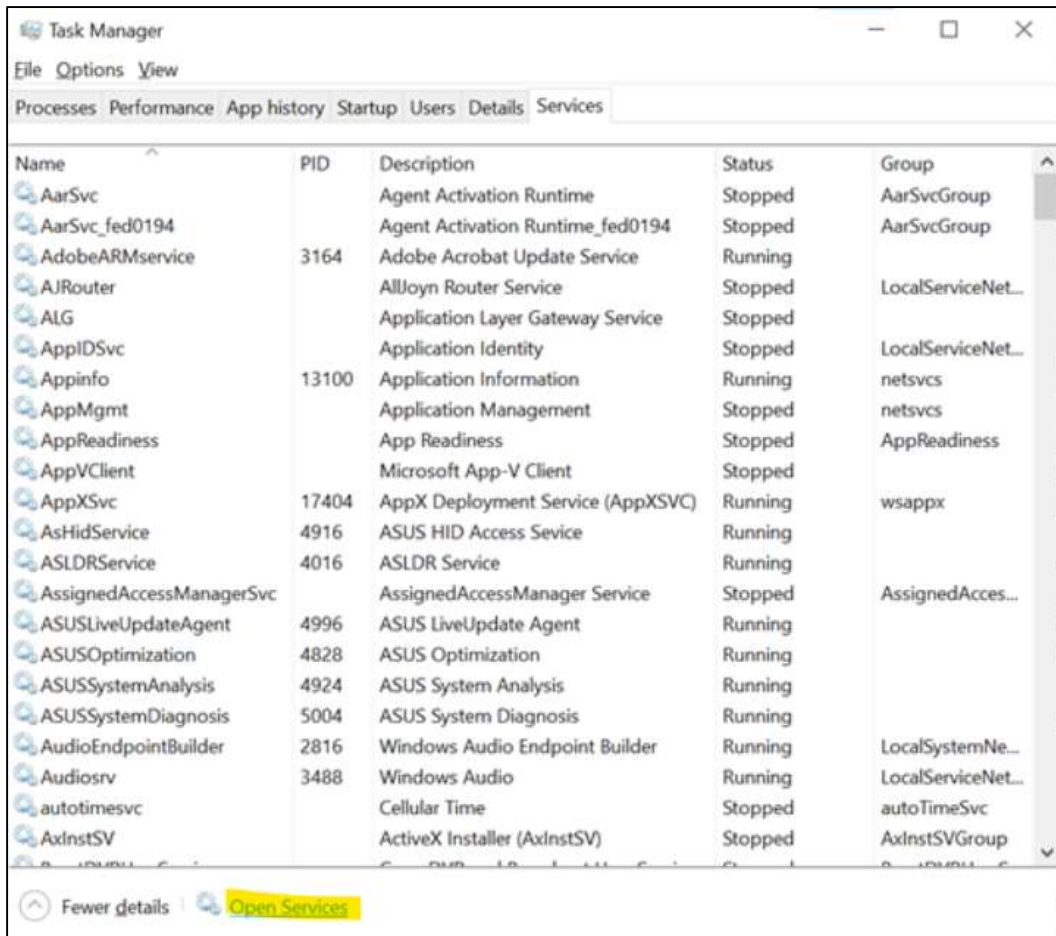 Task Manager
File Options View
Processes Performance App history Startup Users Details Services
Name PID Description Status Group
AarSvc Agent Activation Runtime Stopped AarSvcGroup
AarSvc_fed0194 Agent Activation Runtime_fed0194 Stopped AarSvcGroup
AdobeARMservice 3164 Adobe Acrobat Update Service Running
AJRouter AllJoyn Router Service Stopped LocalServiceNet...
ALG Application Layer Gateway Service Stopped
AppIDSvc Application Identity Stopped LocalServiceNet...
Appinfo 13100 Application Information Running netsvcs
AppMgmt Application Management Stopped netsvcs
AppReadiness App Readiness Stopped AppReadiness
AppVClient Microsoft App-V Client Stopped
AppXSvc 17404 AppX Deployment Service (AppXSVC) Running wsappx
AsHidService 4916 ASUS HID Access Sevice Running
ASLDRService 4016 ASLDR Service Running
AssignedAccessManagerSvc AssignedAccessManager Service Stopped AssignedAcces...
ASUSLiveUpdateAgent 4996 ASUS LiveUpdate Agent Running
ASUSOptimization 4828 ASUS Optimization Running
ASUSSystemAnalysis 4924 ASUS System Analysis Running
ASUSSystemDiagnosis 5004 ASUS System Diagnosis Running
AudioEndpointBuilder 2816 Windows Audio Endpoint Builder Running LocalSystemNe...
Audiosrv 3488 Windows Audio Running LocalServiceNet...
autotimesvc Cellular Time Stopped autoTimeSvc
AxInstSV ActiveX Installer (AxInstSV) Stopped AxInstSVGroup
Fewer details Open Services